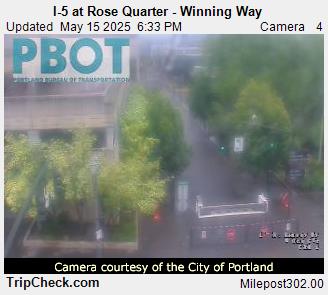 I-5 at Rose Quarter - Winning Way
Updated May 15 2025 6:33 PM Camera 4
PBOT
PORTLAND BUREAU OF TRANSPORTATION
Camera courtesy of the City of Portland
TripCheck.com Milepost302.00